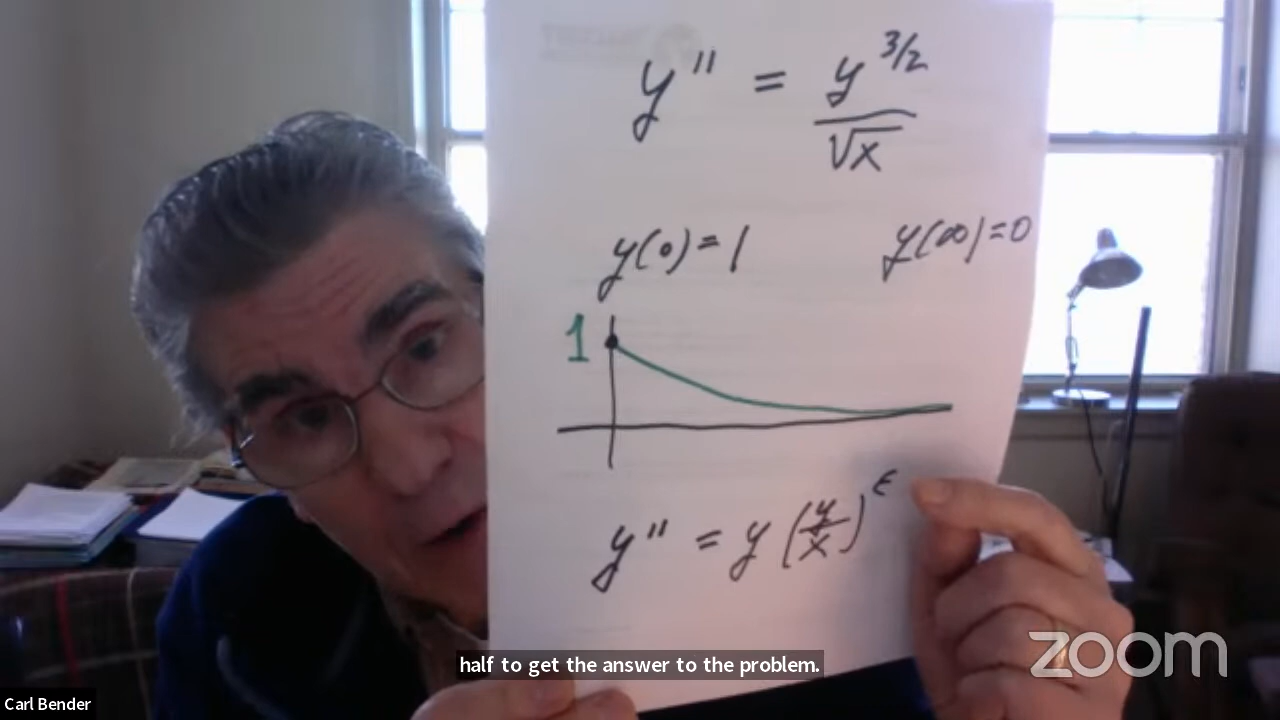 y'' = y^{3/2} / √x
y(0) = 1   y(∞) = 0
1
y'' = y (y/x)^ε
half to get the answer to the problem.
zoom
Carl Bender